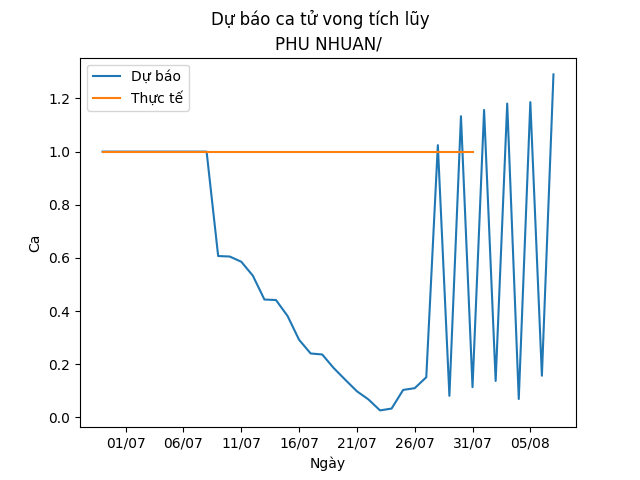 Dự báo ca tử vong tích lũy
PHU NHUAN/
Dự báo
Thực tế
1.2
1.0
0.8
0.6
0.4
0.2
0.0
Ca
01/07 06/07 11/07 16/07 21/07 26/07 31/07 05/08
Ngày